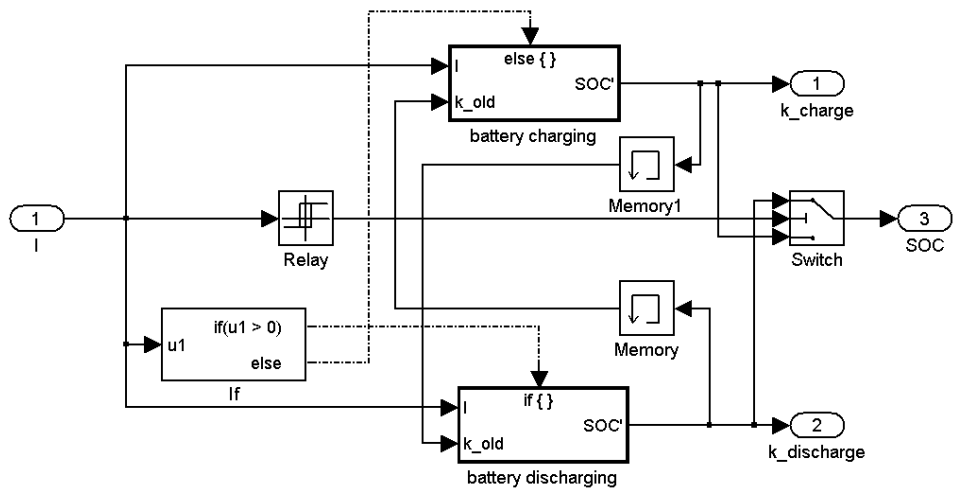 else { }
I
SOC'
k_old
battery charging
1
k_charge
Memory1
1
I
Relay
Switch
3
SOC
if(u1 > 0)
u1
else
If
Memory
if { }
I
SOC'
k_old
battery discharging
2
k_discharge